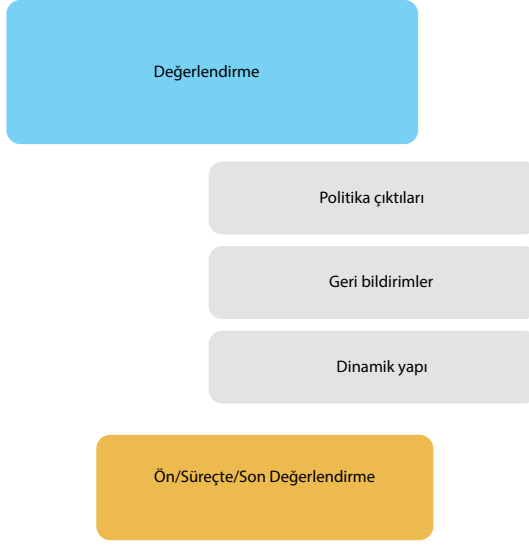 Değerlendirme
Politika çıktıları
Geri bildirimler
Dinamik yapı
Ön/Süreçte/Son Değerlendirme